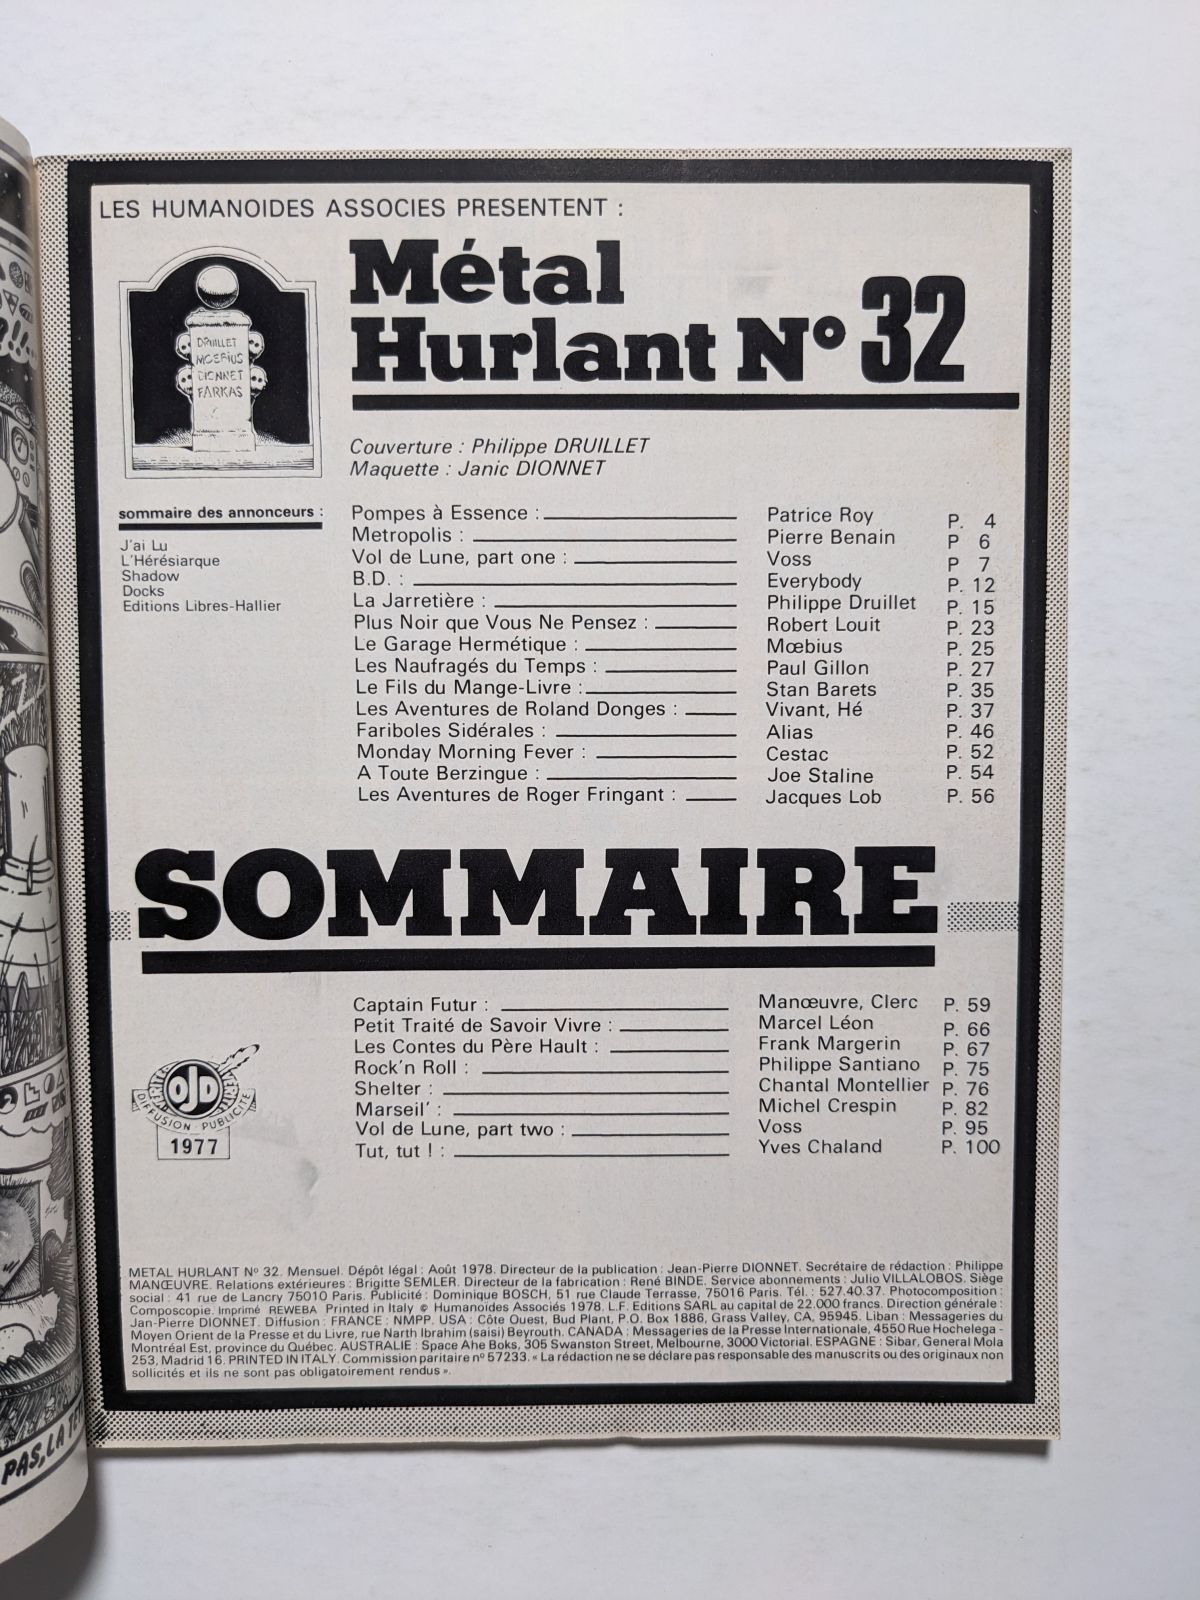 LES HUMANOIDES ASSOCIES PRESENTENT :
Métal
Hurlant Nº 32
DRUILLET
MOEBIUS
DIONNET
FARKAS
Couverture : Philippe DRUILLET
Maquette : Janic DIONNET
sommaire des annonceurs :
J'ai Lu
L'Hérésiarque
Shadow
Docks
Editions Libres-Hallier
Pompes à Essence : Patrice Roy P. 4
Metropolis : Pierre Benain P 6
Vol de Lune, part one : Voss P 7
B.D. : Everybody P. 12
La Jarretière : Philippe Druillet P. 15
Plus Noir que Vous Ne Pensez : Robert Louit P. 23
Le Garage Hermétique : Mœbius P. 25
Les Naufragés du Temps : Paul Gillon P. 27
Le Fils du Mange-Livre : Stan Barets P. 35
Les Aventures de Roland Donges : Vivant, Hé P. 37
Fariboles Sidérales : Alias P. 46
Monday Morning Fever : Cestac P. 52
A Toute Berzingue : Joe Staline P. 54
Les Aventures de Roger Fringant : Jacques Lob P. 56
SOMMAIRE
Captain Futur : Manœuvre, Clerc P. 59
Petit Traité de Savoir Vivre : Marcel Léon P. 66
Les Contes du Père Hault : Frank Margerin P. 67
Rock'n Roll : Philippe Santiano P. 75
Shelter : Chantal Montellier P. 76
Marseil' : Michel Crespin P. 82
Vol de Lune, part two : Voss P. 95
Tut, tut ! : Yves Chaland P. 100
OJD
DIFFUSION PUBLICITE
1977
METAL HURLANT Nº 32. Mensuel. Dépôt légal : Août 1978. Directeur de la publication : Jean-Pierre DIONNET. Secrétaire de rédaction : Philippe
MANŒUVRE. Relations extérieures : Brigitte SEMLER. Directeur de la fabrication : René BINDE. Service abonnements : Julio VILLALOBOS. Siège
social : 41 rue de Lancry 75010 Paris. Publicité : Dominique BOSCH, 51 rue Claude Terrasse, 75016 Paris. Tél. : 527.40.37. Photocomposition :
Composcopie. Imprimé REWEBA Printed in Italy © Humanoïdes Associés 1978. L.F. Editions SARL au capital de 22.000 francs. Direction générale :
Jan-Pierre DIONNET. Diffusion : FRANCE : NMPP. USA : Côte Ouest, Bud Plant, P.O. Box 1886, Grass Valley, CA, 95945. Liban : Messageries du
Moyen Orient de la Presse et du Livre, rue Narth Ibrahim (saisi) Beyrouth. CANADA : Messageries de la Presse Internationale, 4550 Rue Hochelega -
Montréal Est, province du Québec. AUSTRALIE : Space Ahe Boks, 305 Swanston Street, Melbourne, 3000 Victorial. ESPAGNE : Sibar, General Mola
253, Madrid 16. PRINTED IN ITALY. Commission paritaire nº 57233. « La rédaction ne se déclare pas responsable des manuscrits ou des originaux non
sollicités et ils ne sont pas obligatoirement rendus ».
PAS, LA